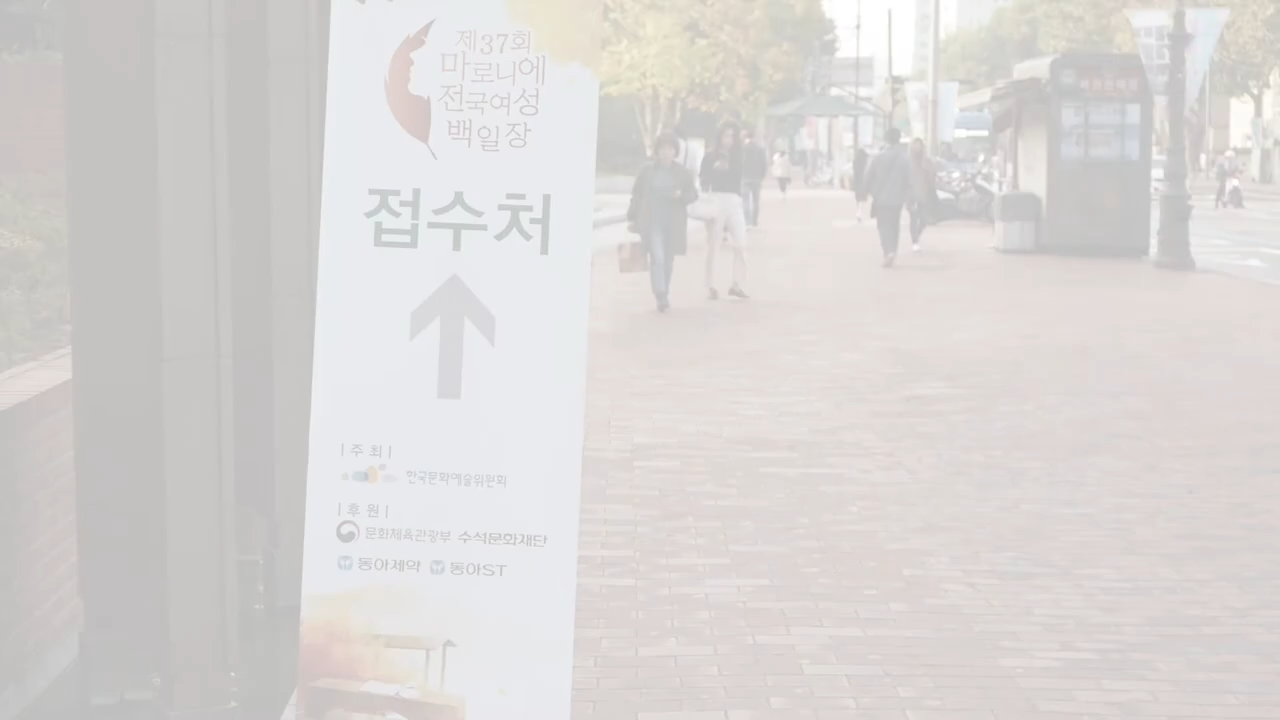 제37회
마로니에
전국여성
백일장
접수처
|주최|
한국문화예술위원회
|후원|
문화체육관광부 수석문화재단
동아제약 동아ST